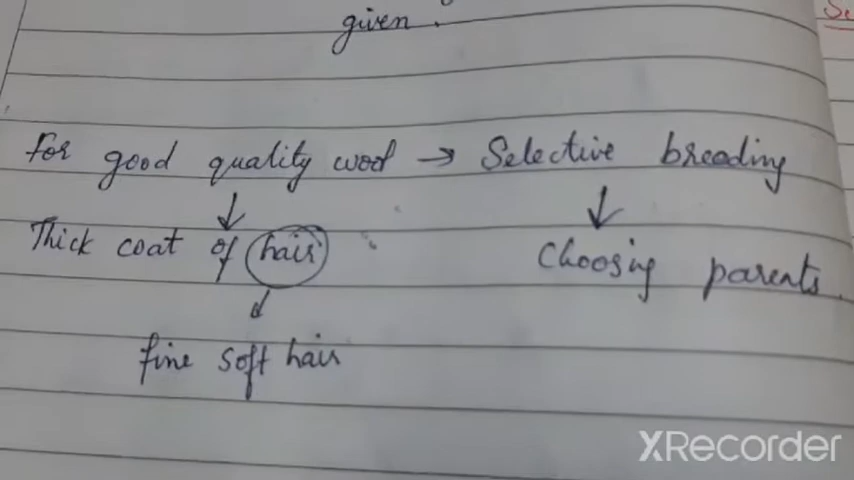 given.
for good quality wool → Selective breeding
↓ ↓
Thick coat of hair Choosing parents.
↓
fine soft hair
XRecorder